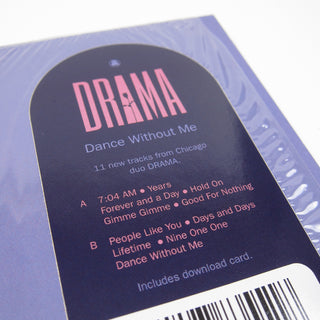 DRAMA
Dance Without Me
11 new tracks from Chicago
duo DRAMA.
A 7:04 AM ● Years
Forever and a Day ● Hold On
Gimme Gimme ● Good For Nothing
B People Like You ● Days and Days
Lifetime ● Nine One One
Dance Without Me
Includes download card.